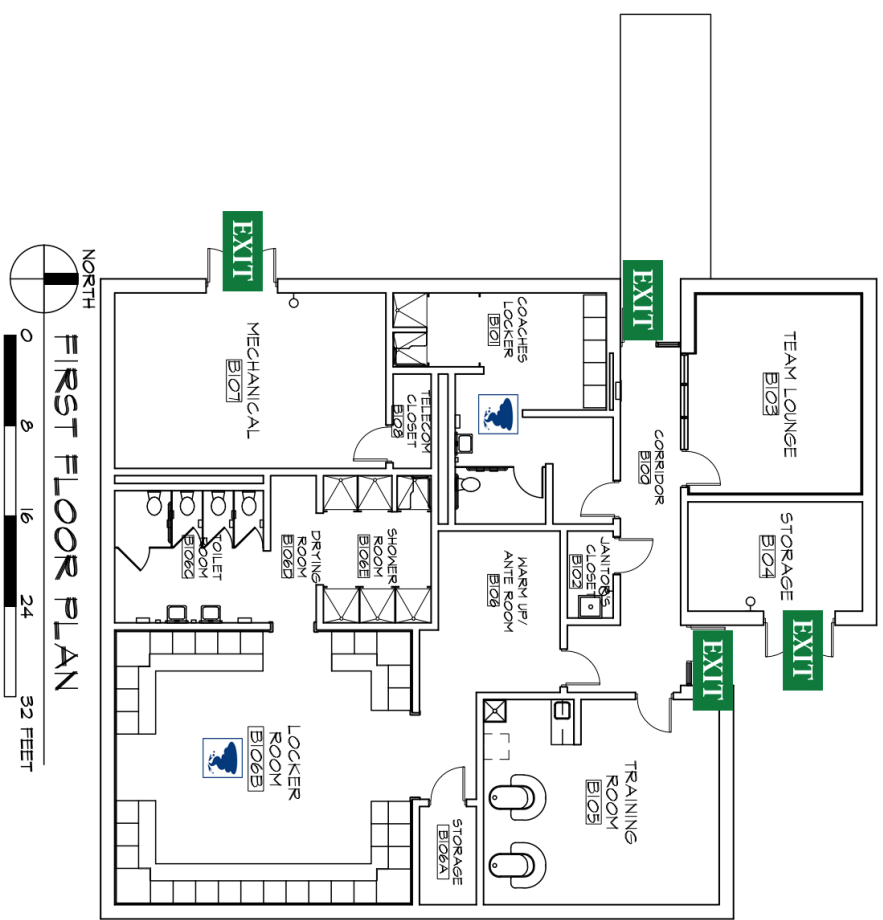 EXIT
EXIT
TEAM LOUNGE
B103
COACHES
LOCKER
B101
MECHANICAL
B107
TELECOM
CLOSET
B108
CORRIDOR
B100
STORAGE
B104
EXIT
EXIT
JANITOR'S
CLOSET
B102
WARM UP/
ANTE ROOM
B106
SHOWER
ROOM
B106E
DRYING
ROOM
B106D
TOILET
ROOM
B106C
LOCKER
ROOM
B106B
STORAGE
B106A
TRAINING
ROOM
B105
NORTH
FIRST FLOOR PLAN
0 8 16 24 32 FEET